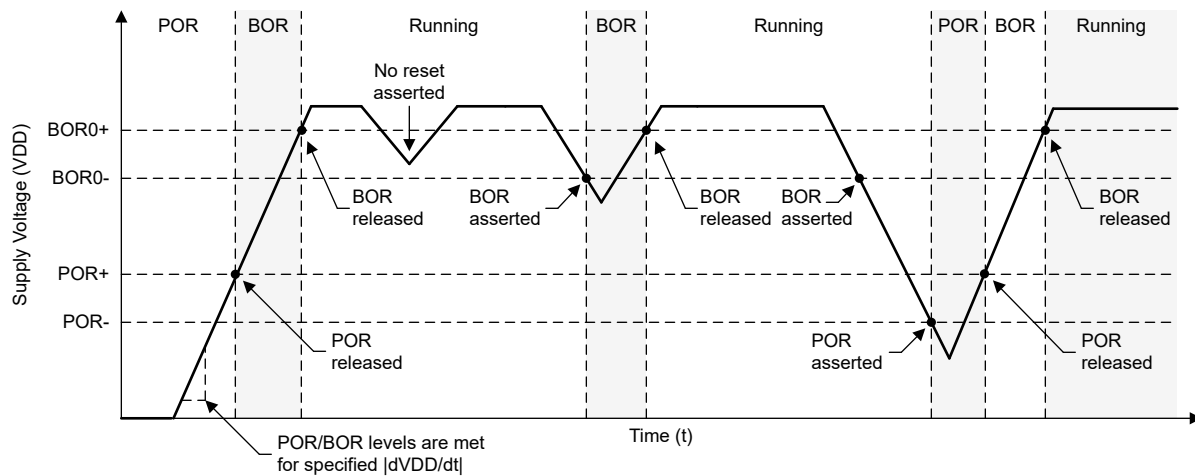 POR
BOR
Running
BOR
Running
POR
BOR
Running
No reset
asserted
BOR0+
BOR0-
POR+
POR-
Supply Voltage (VDD)
BOR
released
BOR
asserted
BOR
released
BOR
asserted
BOR
released
POR
released
POR
asserted
POR
released
POR/BOR levels are met
for specified |dVDD/dt|
Time (t)